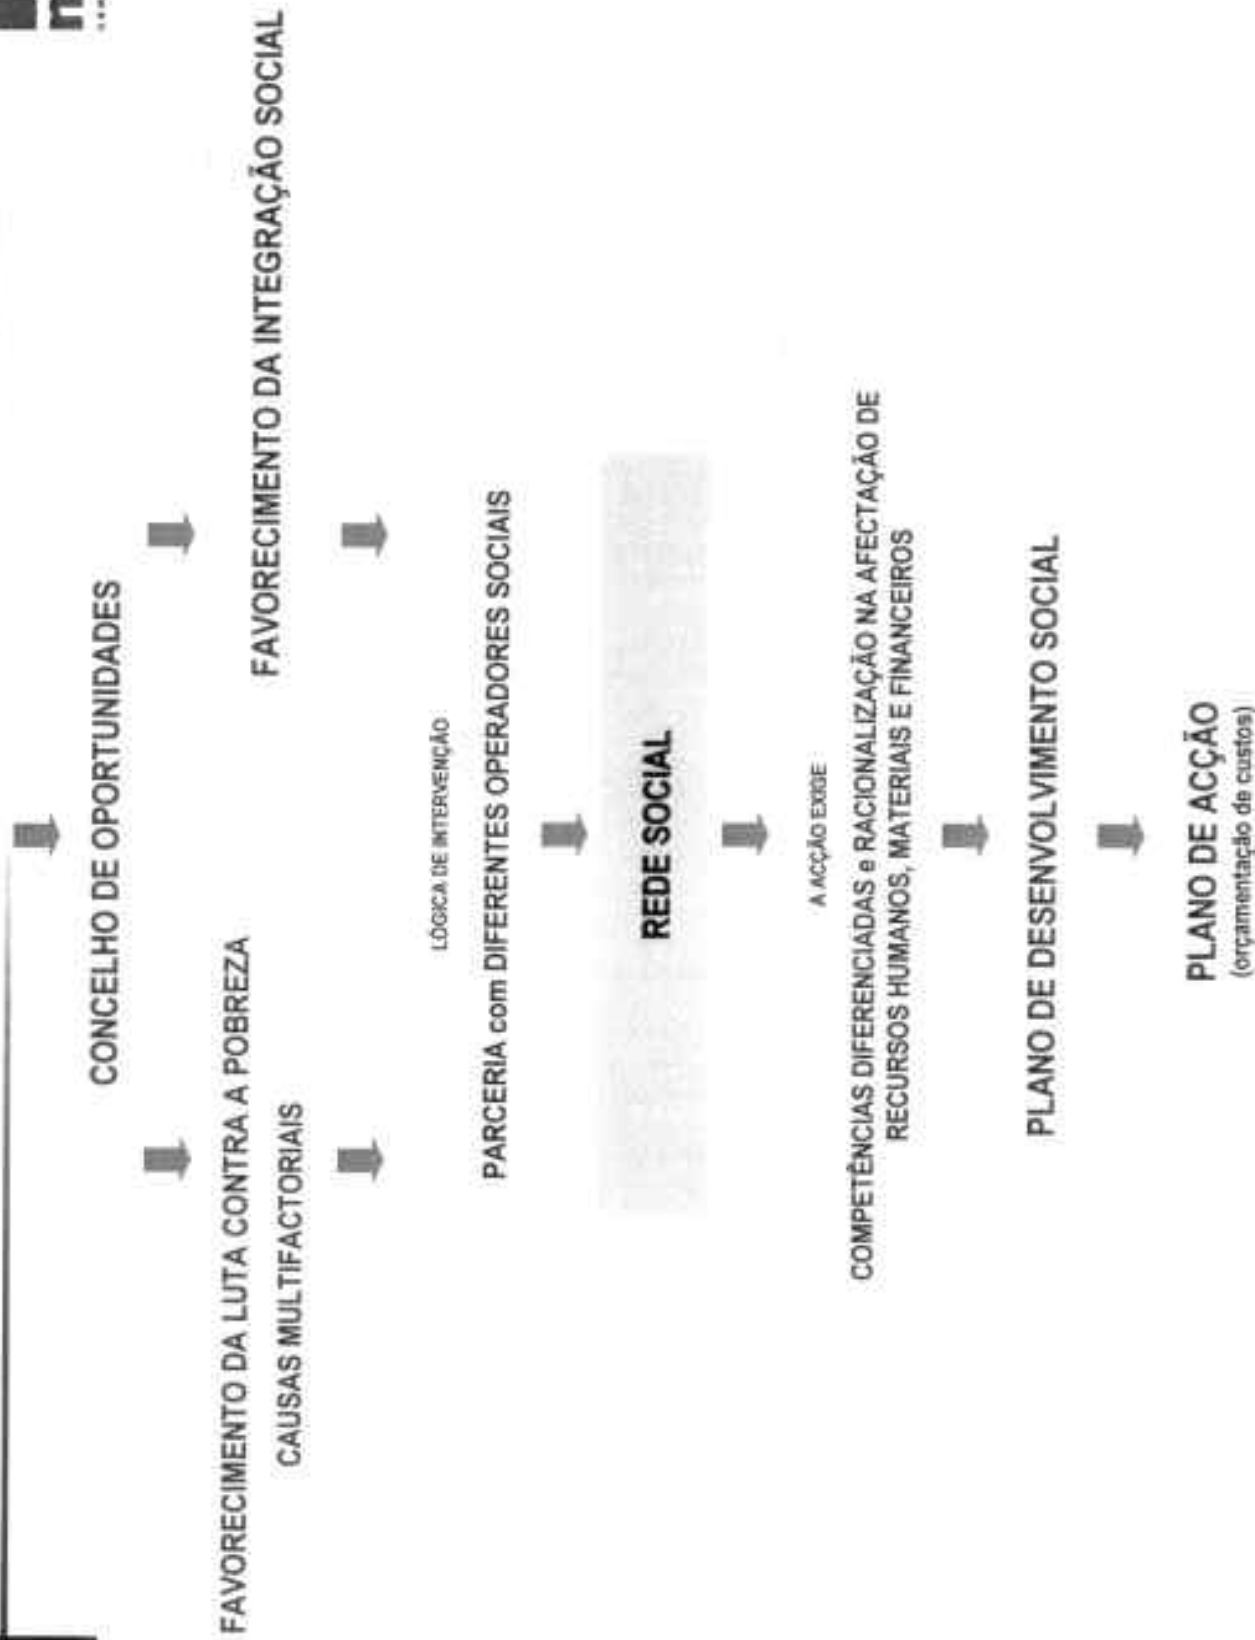 CONCELHO DE OPORTUNIDADES
FAVORECIMENTO DA LUTA CONTRA A POBREZA
CAUSAS MULTIFACTORIAIS
FAVORECIMENTO DA INTEGRAÇÃO SOCIAL
LÓGICA DE INTERVENÇÃO
PARCERIA com DIFERENTES OPERADORES SOCIAIS
REDE SOCIAL
A ACÇÃO EXIGE
COMPETÊNCIAS DIFERENCIADAS e RACIONALIZAÇÃO NA AFECTAÇÃO DE
RECURSOS HUMANOS, MATERIAIS E FINANCEIROS
PLANO DE DESENVOLVIMENTO SOCIAL
PLANO DE ACÇÃO
(orçamentação de custos)